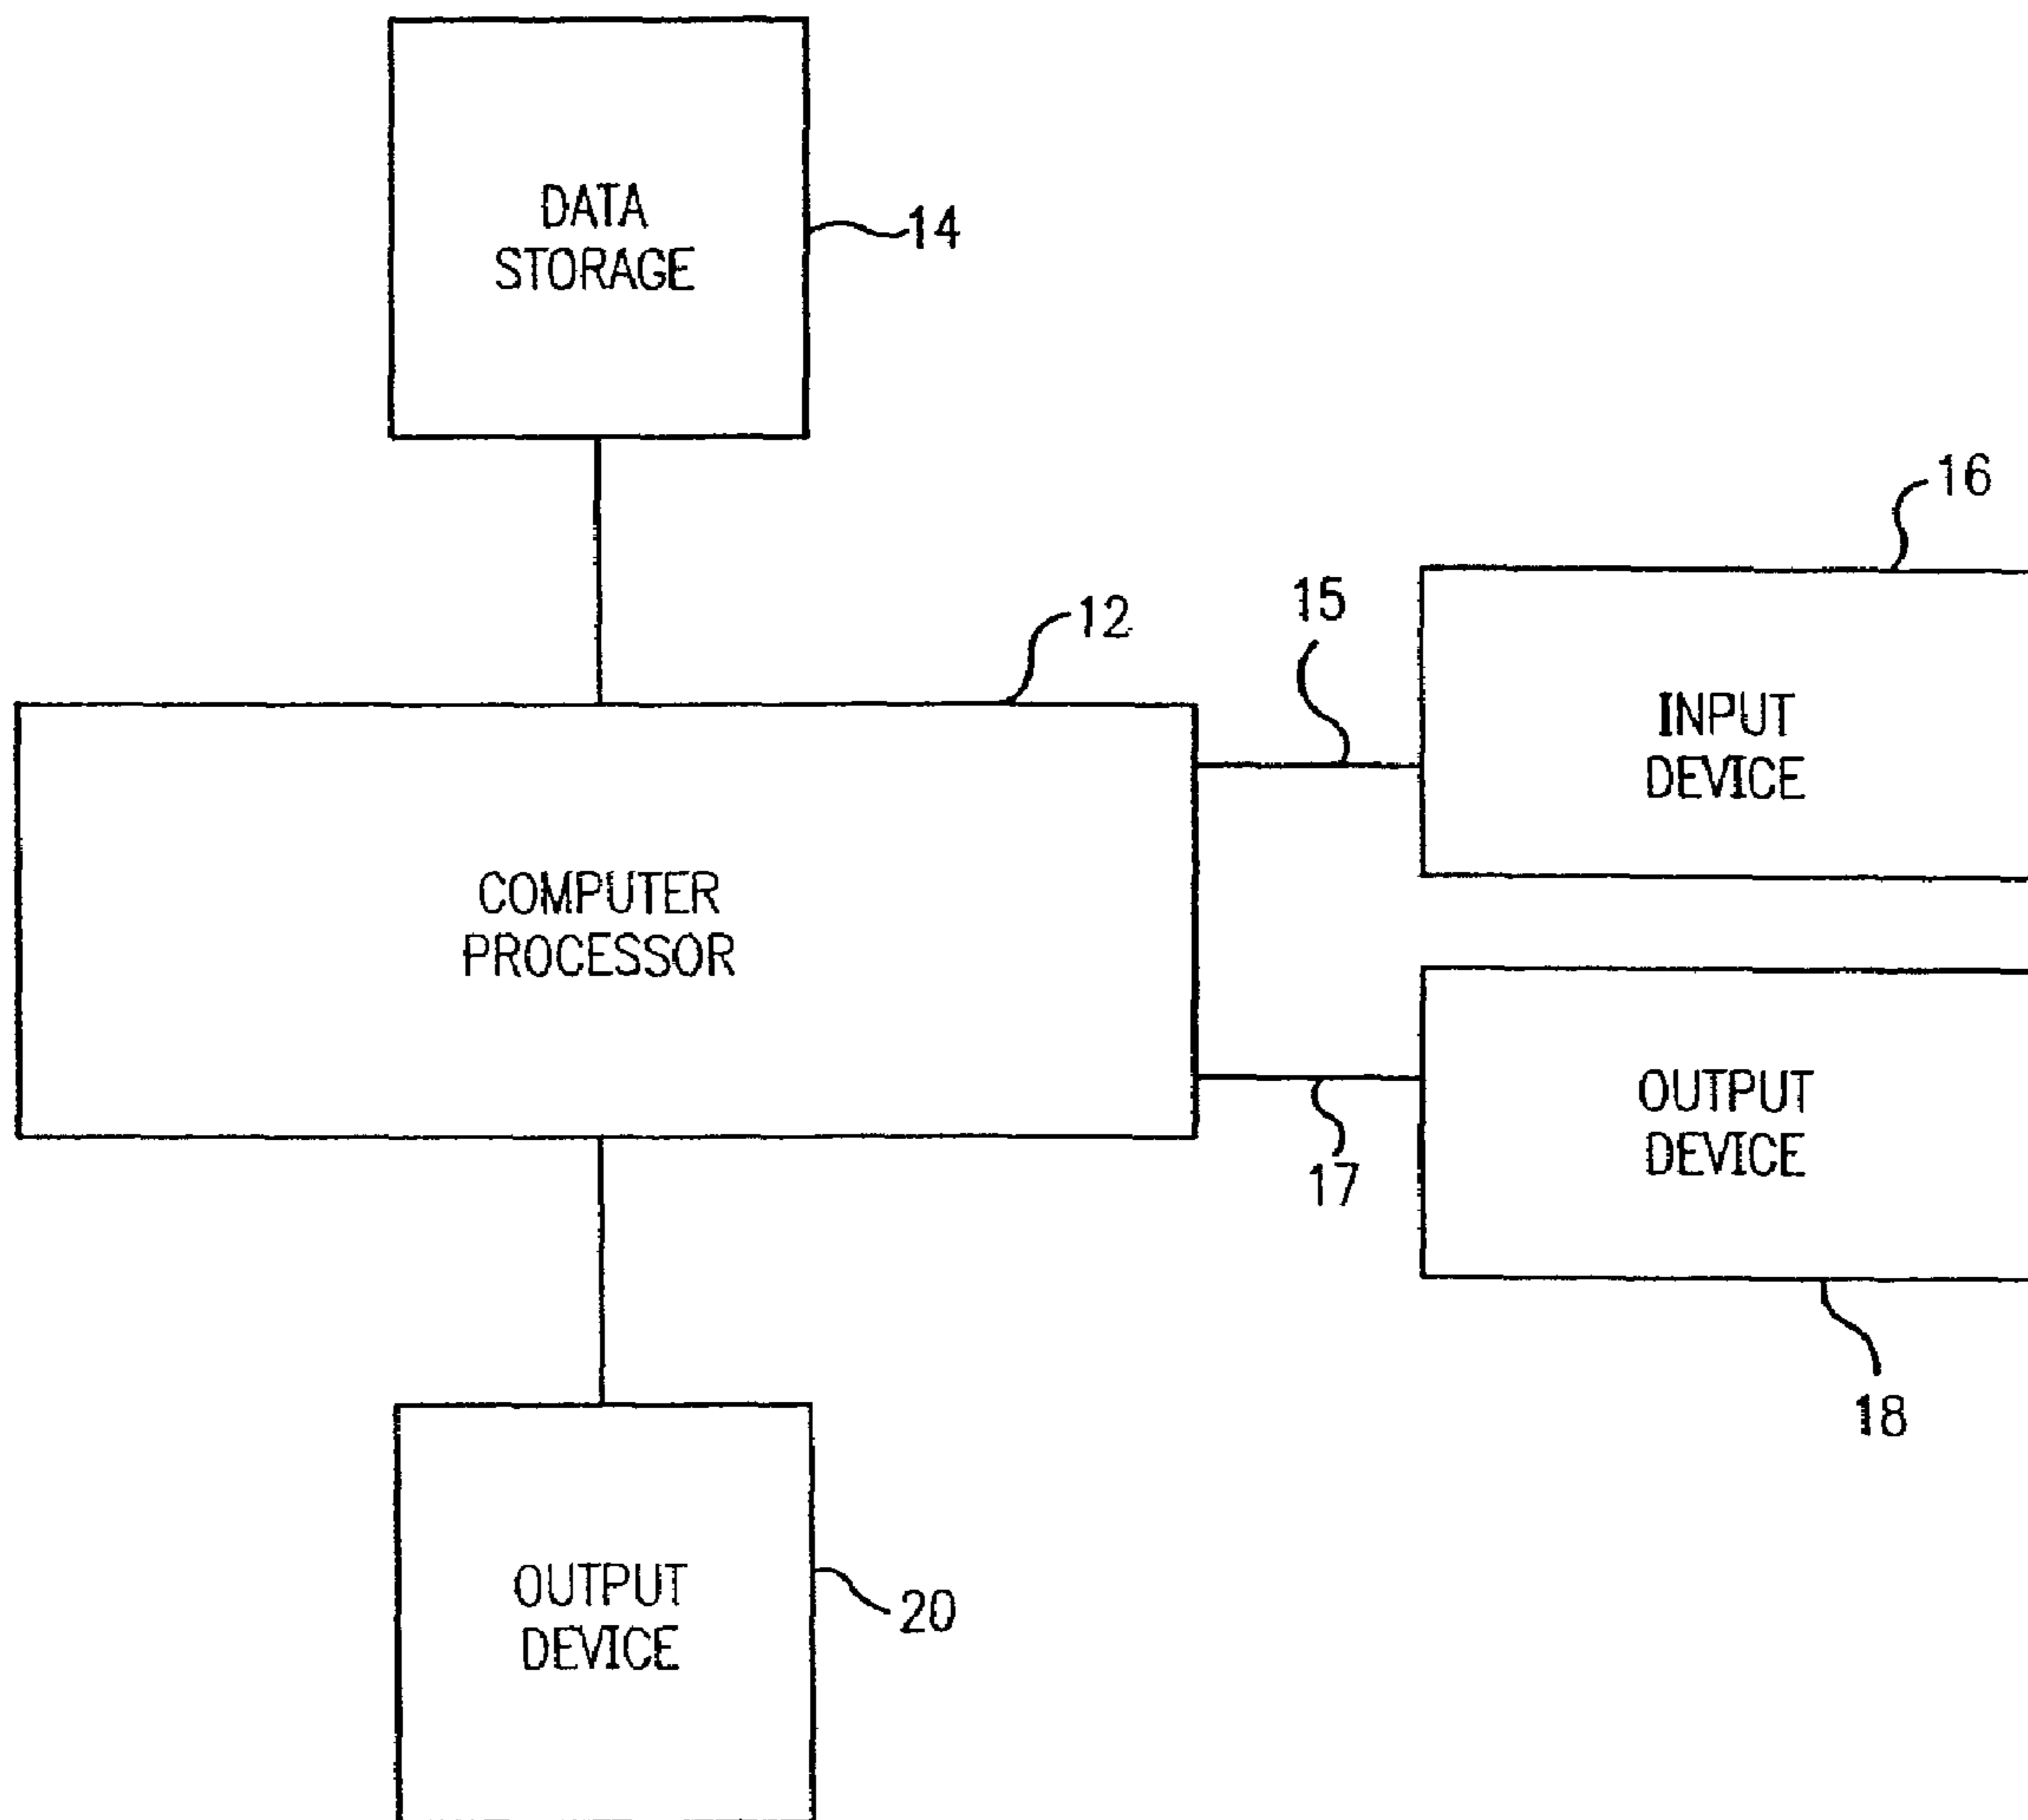 DATA
STORAGE
14
16
15
12
INPUT
DEVICE
COMPUTER
PROCESSOR
OUTPUT
DEVICE
17
18
OUTPUT
DEVICE
20